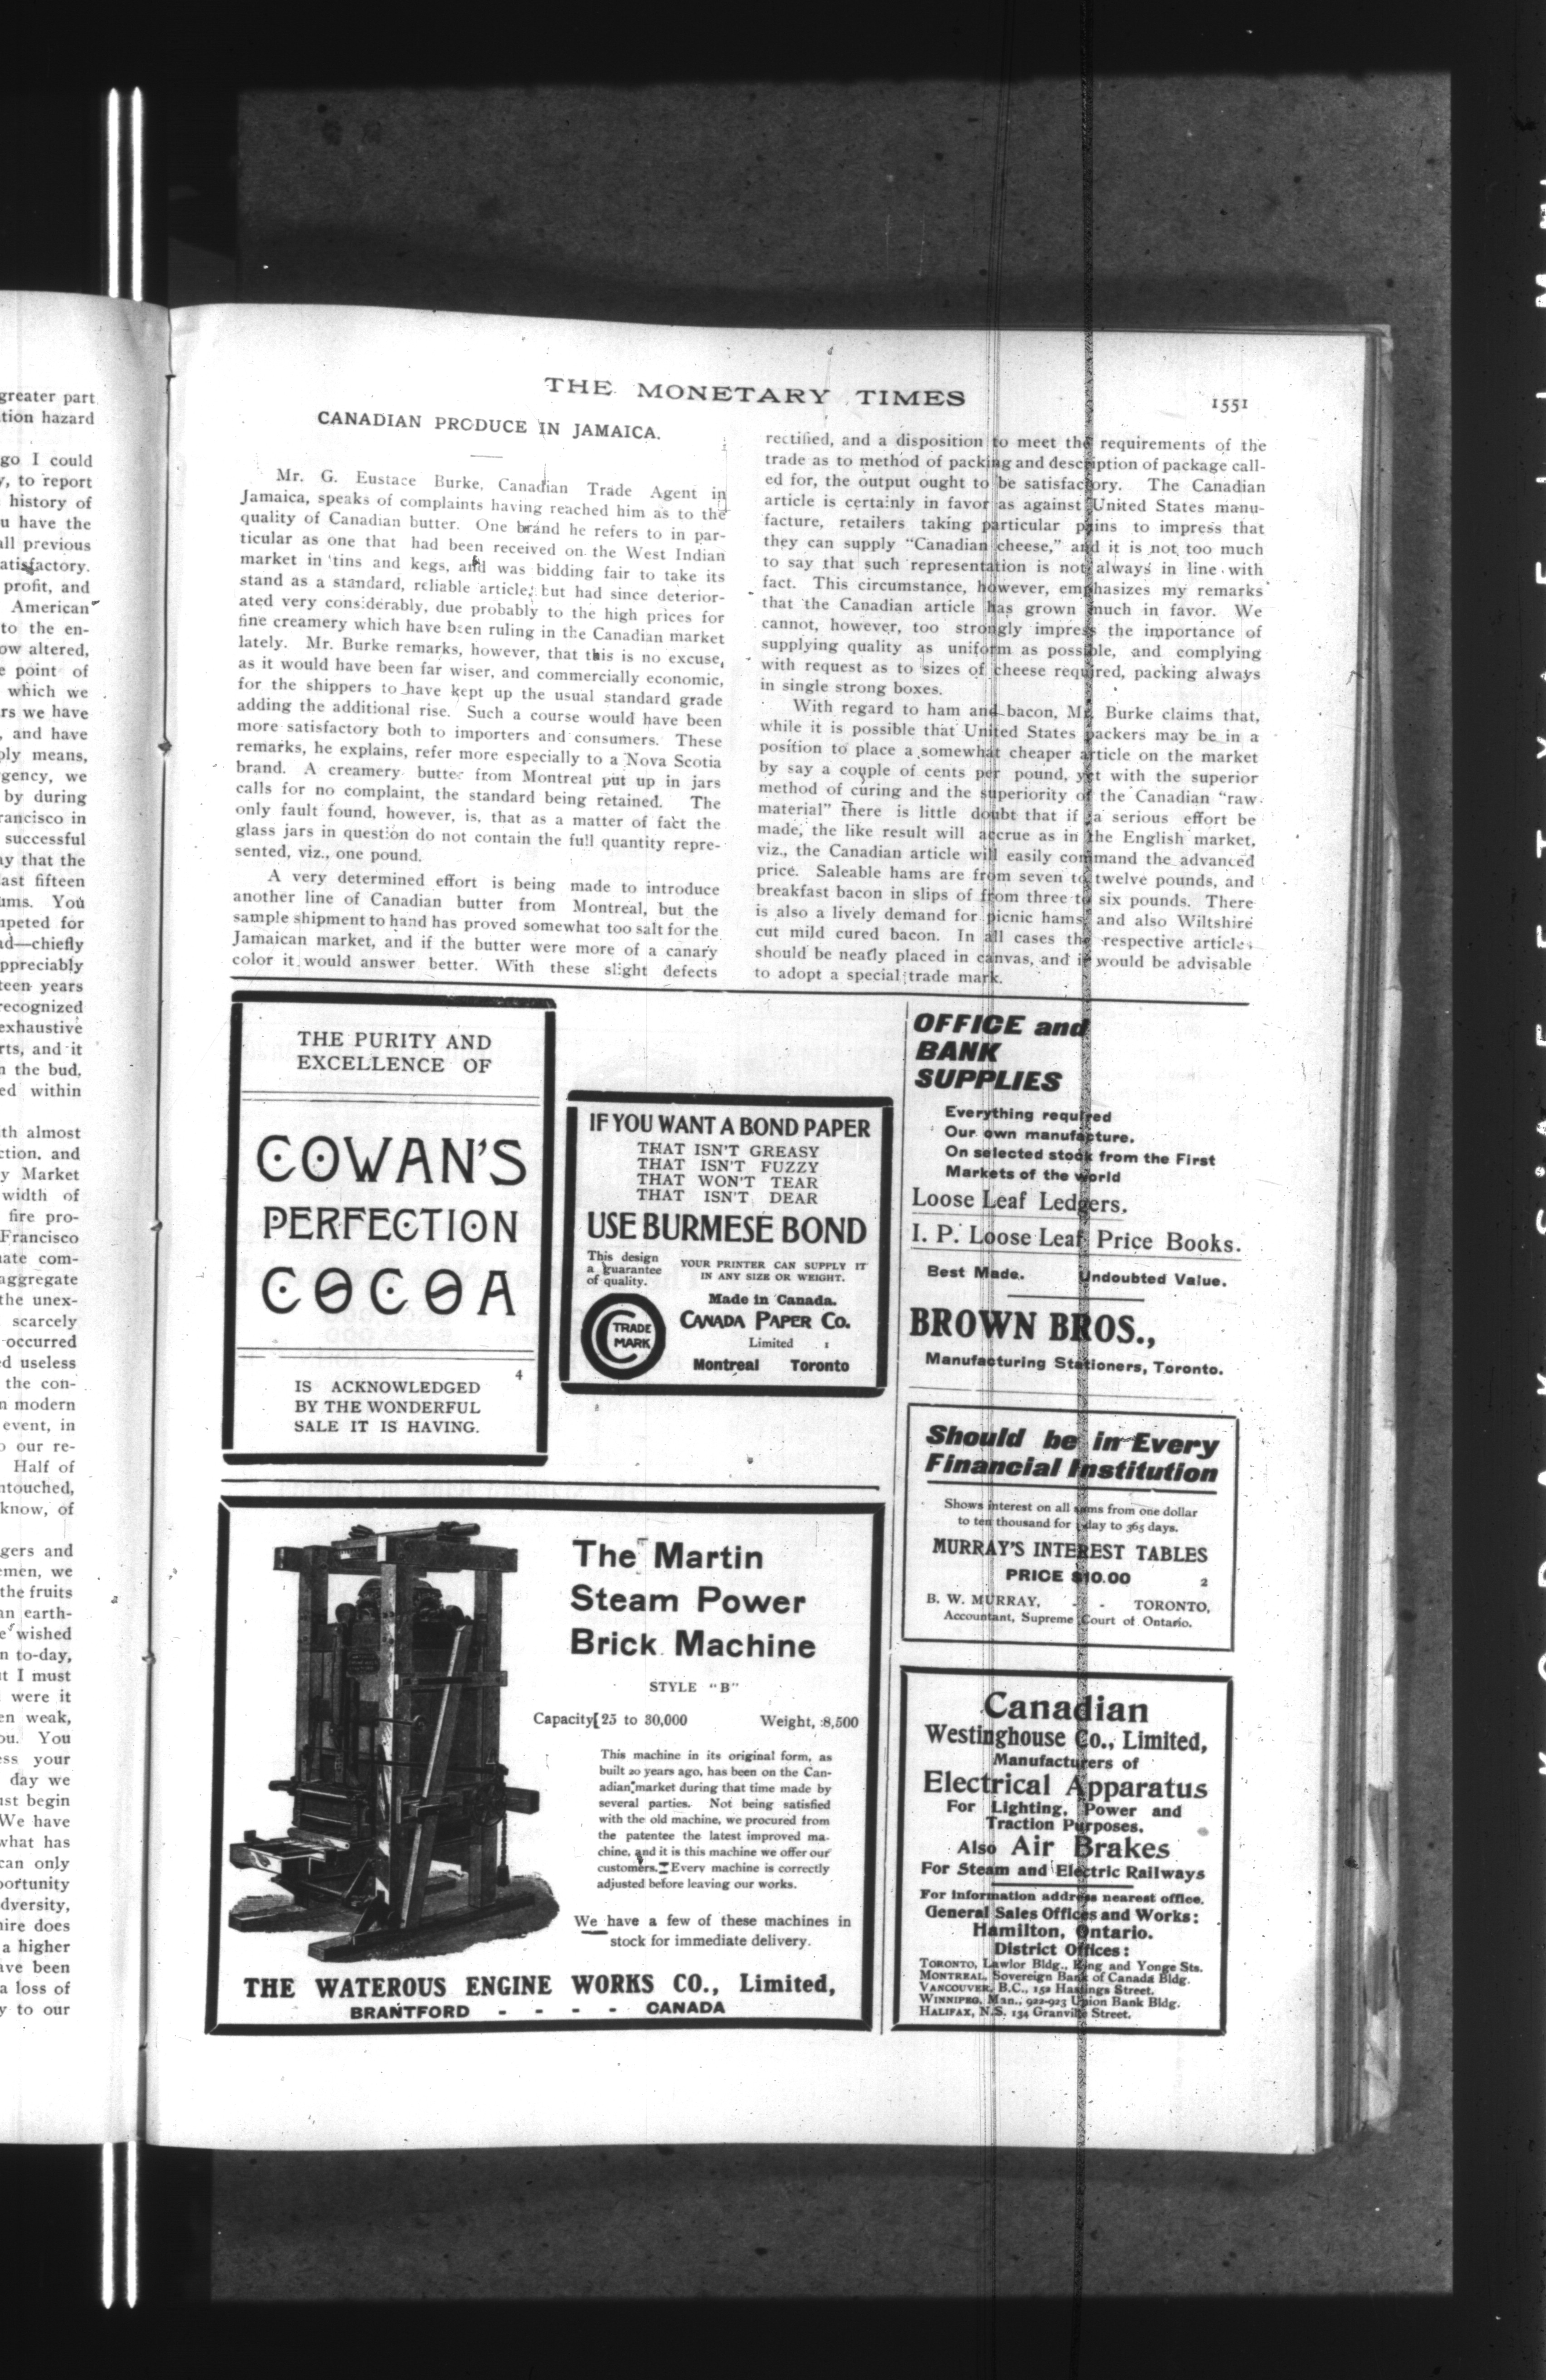 THE MONETARY TIMES
1551
CANADIAN PRODUCE IN JAMAICA.
Mr. G. Eustace Burke, Canadian Trade Agent in
Jamaica, speaks of complaints having reached him as to the
quality of Canadian butter. One brand he refers to in par-
ticular as one that had been received on the West Indian
market in tins and kegs, and was bidding fair to take its
stand as a standard, reliable article, but had since deterior-
ated very considerably, due probably to the high prices for
fine creamery which have been ruling in the Canadian market
lately. Mr. Burke remarks, however, that this is no excuse,
as it would have been far wiser, and commercially economic,
for the shippers to have kept up the usual standard grade
adding the additional rise. Such a course would have been
more satisfactory both to importers and consumers. These
remarks, he explains, refer more especially to a Nova Scotia
brand. A creamery butter from Montreal put up in jars
calls for no complaint, the standard being retained. The
only fault found, however, is, that as a matter of fact the
glass jars in question do not contain the full quantity repre-
sented, viz., one pound.
A very determined effort is being made to introduce
another line of Canadian butter from Montreal, but the
sample shipment to hand has proved somewhat too salt for the
Jamaican market, and if the butter were more of a canary
color it would answer better. With these slight defects
rectified, and a disposition to meet the requirements of the
trade as to method of packing and description of package call-
ed for, the output ought to be satisfactory. The Canadian
article is certainly in favor as against United States manu-
facture, retailers taking particular pains to impress that
they can supply "Canadian cheese," and it is not too much
to say that such representation is not always in line with
fact. This circumstance, however, emphasizes my remarks
that the Canadian article has grown much in favor. We
cannot, however, too strongly impress the importance of
supplying quality as uniform as possible, and complying
with request as to sizes of cheese required, packing always
in single strong boxes.
With regard to ham and bacon, Mr. Burke claims that,
while it is possible that United States packers may be in a
position to place a somewhat cheaper article on the market
by say a couple of cents per pound, yet with the superior
method of curing and the superiority of the Canadian "raw
material" there is little doubt that if a serious effort be
made, the like result will accrue as in the English market,
viz., the Canadian article will easily command the advanced
price. Saleable hams are from seven to twelve pounds, and
breakfast bacon in slips of from three to six pounds. There
is also a lively demand for picnic hams, and also Wiltshire
cut mild cured bacon. In all cases the respective articles
should be neatly placed in canvas, and it would be advisable
to adopt a special trade mark.
THE PURITY AND
EXCELLENCE OF
COWAN'S
PERFECTION
COCOA
4
IS ACKNOWLEDGED
BY THE WONDERFUL
SALE IT IS HAVING.
IF YOU WANT A BOND PAPER
THAT ISN'T GREASY
THAT ISN'T FUZZY
THAT WON'T TEAR
THAT ISN'T DEAR
USE BURMESE BOND
This design
a guarantee
of quality.
YOUR PRINTER CAN SUPPLY IT
IN ANY SIZE OR WEIGHT.
TRADE
MARK
Made in Canada.
CANADA PAPER CO.
Limited 1
Montreal Toronto
OFFICE and
BANK
SUPPLIES
Everything required
Our own manufacture.
On selected stock from the First
Markets of the world
Loose Leaf Ledgers.
I. P. Loose Leaf Price Books.
Best Made. Undoubted Value.
BROWN BROS.,
Manufacturing Stationers, Toronto.
Should be in Every
Financial Institution
Shows interest on all sums from one dollar
to ten thousand for 1 day to 365 days.
MURRAY'S INTEREST TABLES
PRICE $10.00 2
B. W. MURRAY, - - TORONTO,
Accountant, Supreme Court of Ontario.
The Martin
Steam Power
Brick Machine
STYLE "B"
Capacity 25 to 30,000 Weight, 8,500
This machine in its original form, as
built 20 years ago, has been on the Can-
adian market during that time made by
several parties. Not being satisfied
with the old machine, we procured from
the patentee the latest improved ma-
chine, and it is this machine we offer our
customers. Every machine is correctly
adjusted before leaving our works.
We have a few of these machines in
stock for immediate delivery.
THE WATEROUS ENGINE WORKS CO., Limited,
BRANTFORD - - - - CANADA
Canadian
Westinghouse Co., Limited,
Manufacturers of
Electrical Apparatus
For Lighting, Power and
Traction Purposes.
Also Air Brakes
For Steam and Electric Railways
For information address nearest office.
General Sales Offices and Works:
Hamilton, Ontario.
District Offices:
TORONTO, Lawlor Bldg., King and Yonge Sts.
MONTREAL, Sovereign Bank of Canada Bldg.
VANCOUVER, B.C., 152 Hastings Street.
WINNIPEG, Man., 922-923 Union Bank Bldg.
HALIFAX, N.S. 134 Granville Street.